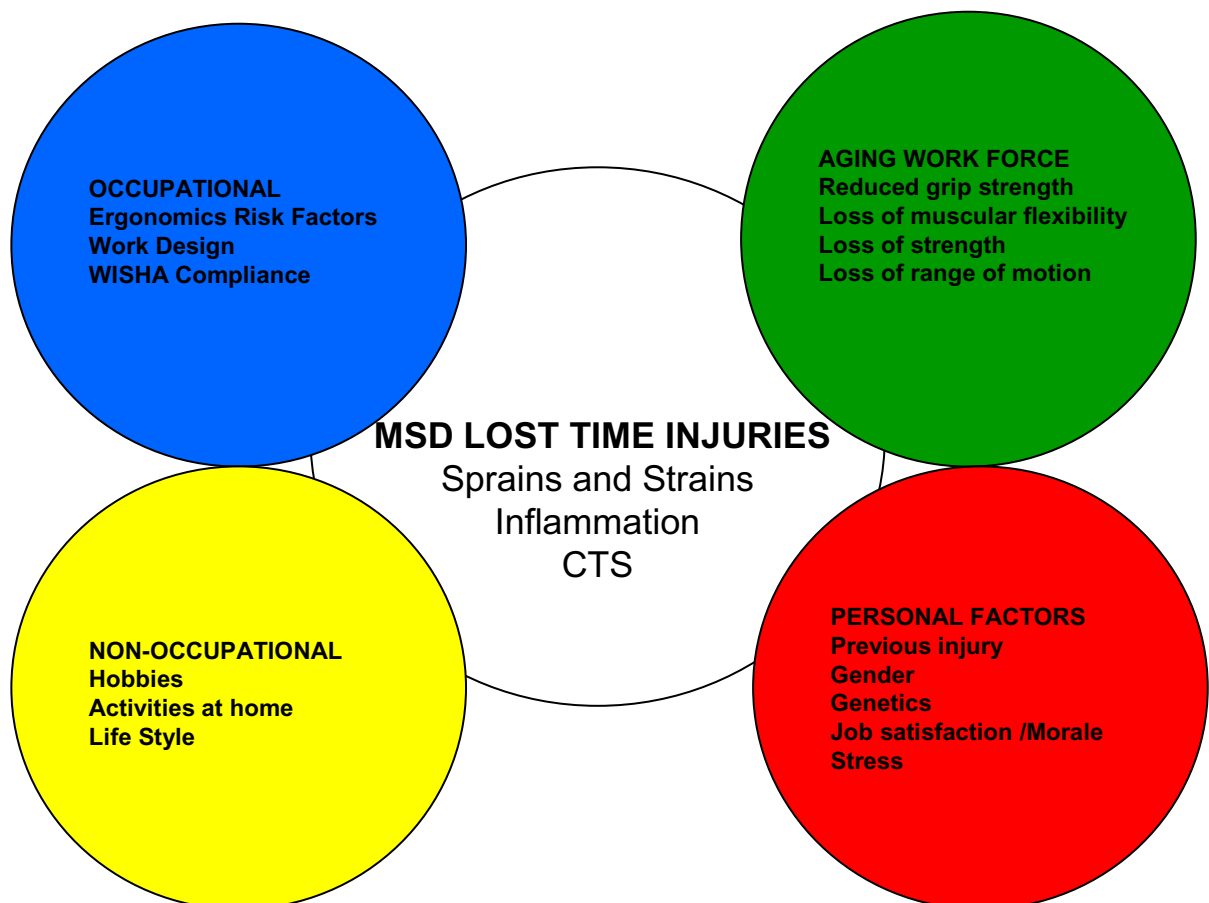 OCCUPATIONAL
Ergonomics Risk Factors
Work Design
WISHA Compliance
AGING WORK FORCE
Reduced grip strength
Loss of muscular flexibility
Loss of strength
Loss of range of motion
MSD LOST TIME INJURIES
Sprains and Strains
Inflammation
CTS
NON-OCCUPATIONAL
Hobbies
Activities at home
Life Style
PERSONAL FACTORS
Previous injury
Gender
Genetics
Job satisfaction /Morale
Stress